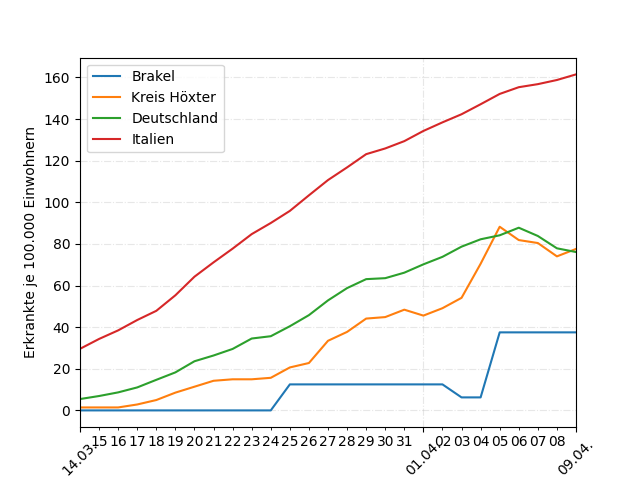 Brakel
Kreis Höxter
Deutschland
Italien
Erkrankte je 100.000 Einwohnern
160
140
120
100
80
60
40
20
0
14.03. 15 16 17 18 19 20 21 22 23 24 25 26 27 28 29 30 31 01.04. 02 03 04 05 06 07 08 09.04.